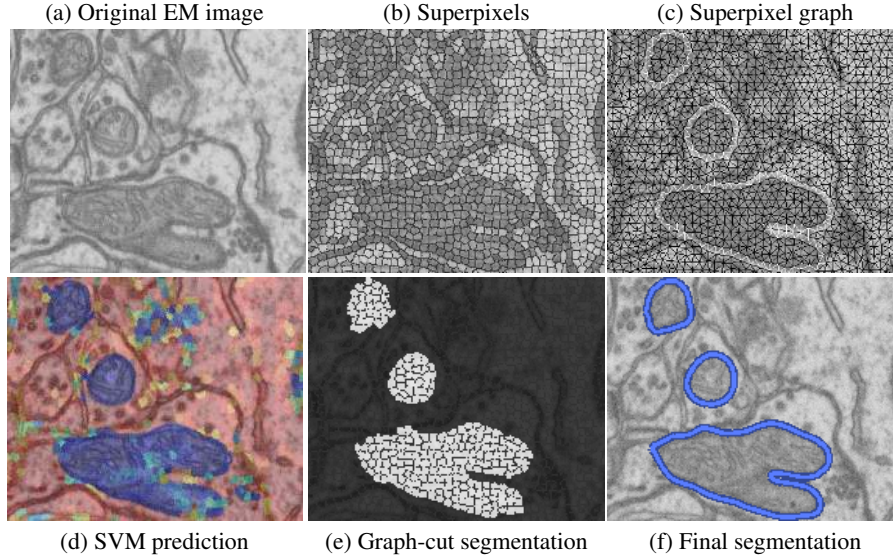 (a) Original EM image
(b) Superpixels
(c) Superpixel graph
(d) SVM prediction
(e) Graph-cut segmentation
(f) Final segmentation